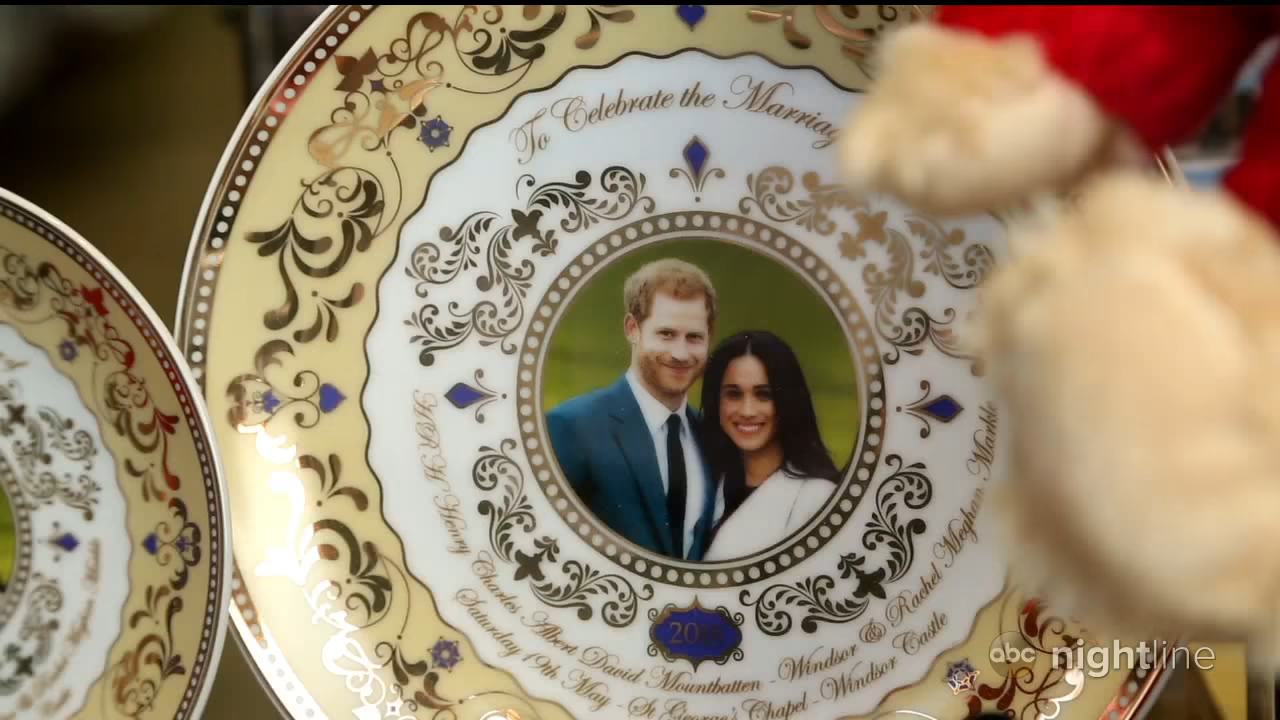 To Celebrate the Marriag
HRH Henry Charles Albert David Mountbatten - Windsor & Rachel Meghan Markle
Saturday 19th May - St George's Chapel - Windsor Castle
abc nightline